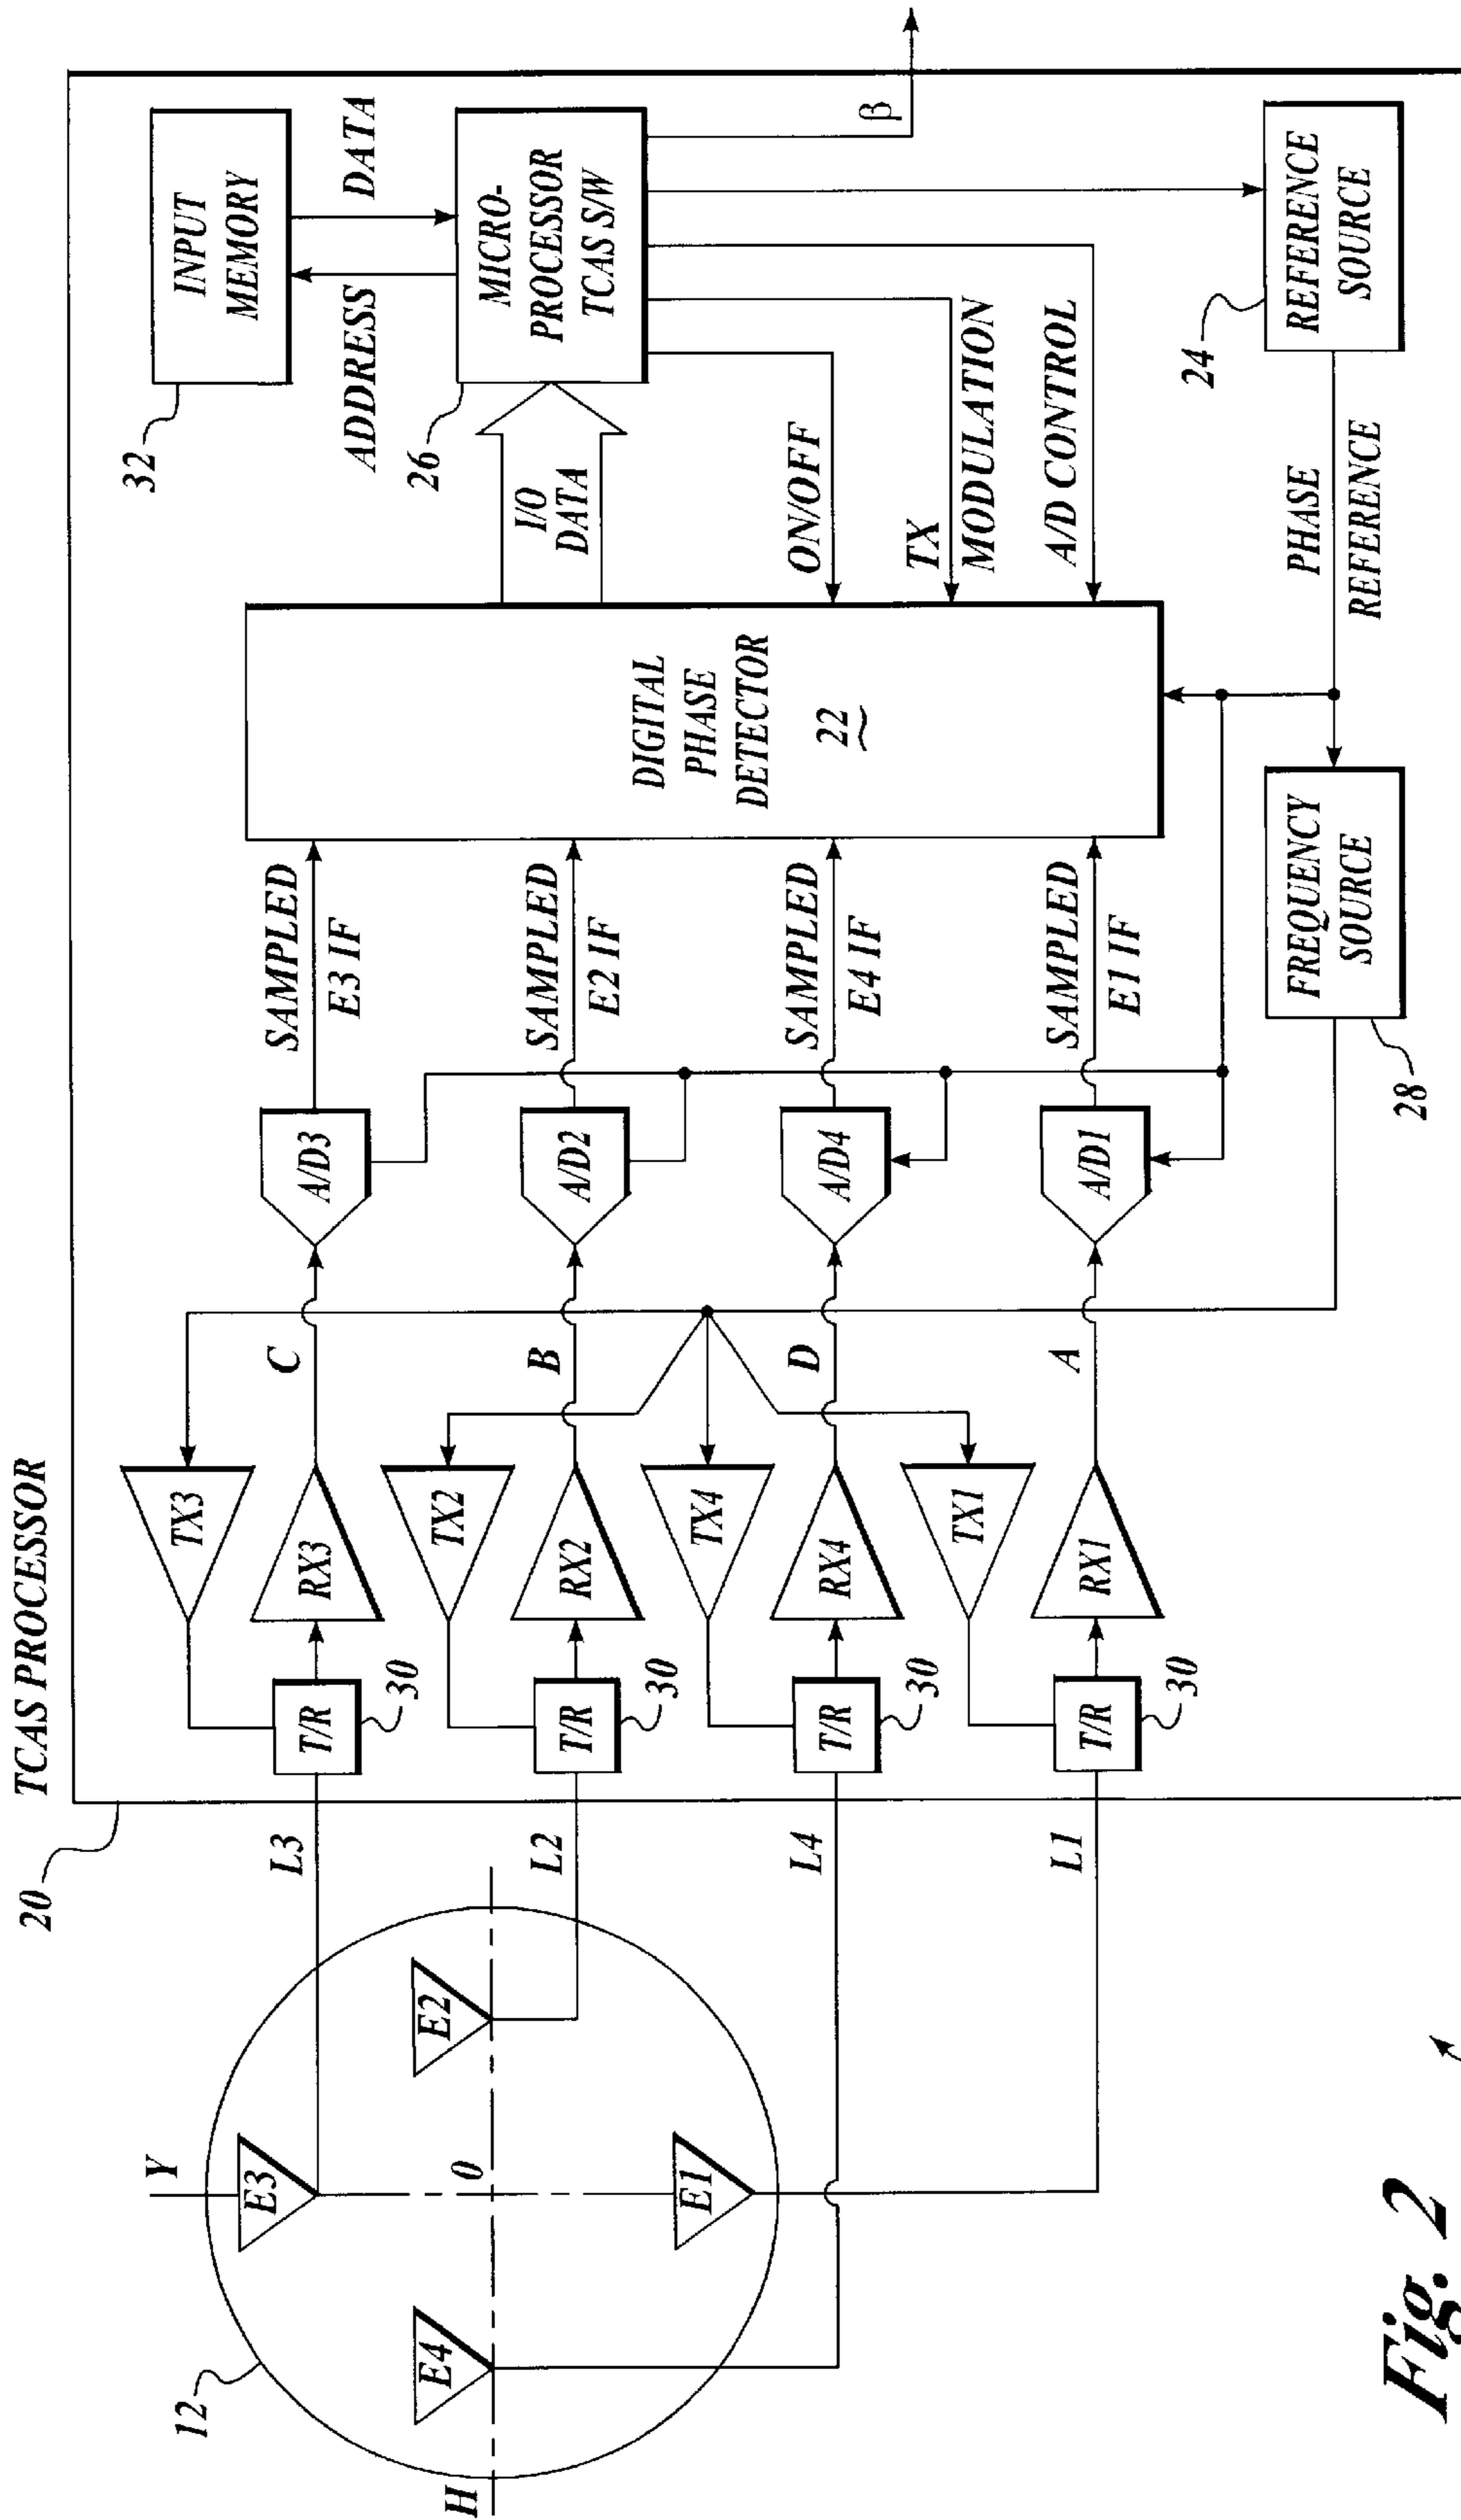 TCAS PROCESSOR
20
12
Y
H
0
E3
E2
E4
E1
L3
L2
L4
L1
T/R
30
T/R
30
T/R
30
T/R
30
TX3
RX3
TX2
RX2
TX4
RX4
TX1
RX1
C
B
D
A
A/D3
A/D2
A/D4
A/D1
SAMPLED
E3 IF
SAMPLED
E2 IF
SAMPLED
E4 IF
SAMPLED
E1 IF
DIGITAL
PHASE
DETECTOR
22
FREQUENCY
SOURCE
28
I/O
DATA
ON/OFF
TX
MODULATION
A/D CONTROL
PHASE
REFERENCE
32
INPUT
MEMORY
ADDRESS
DATA
26
MICRO-
PROCESSOR
TCAS S/W
β
24
REFERENCE
SOURCE
Fig. 2